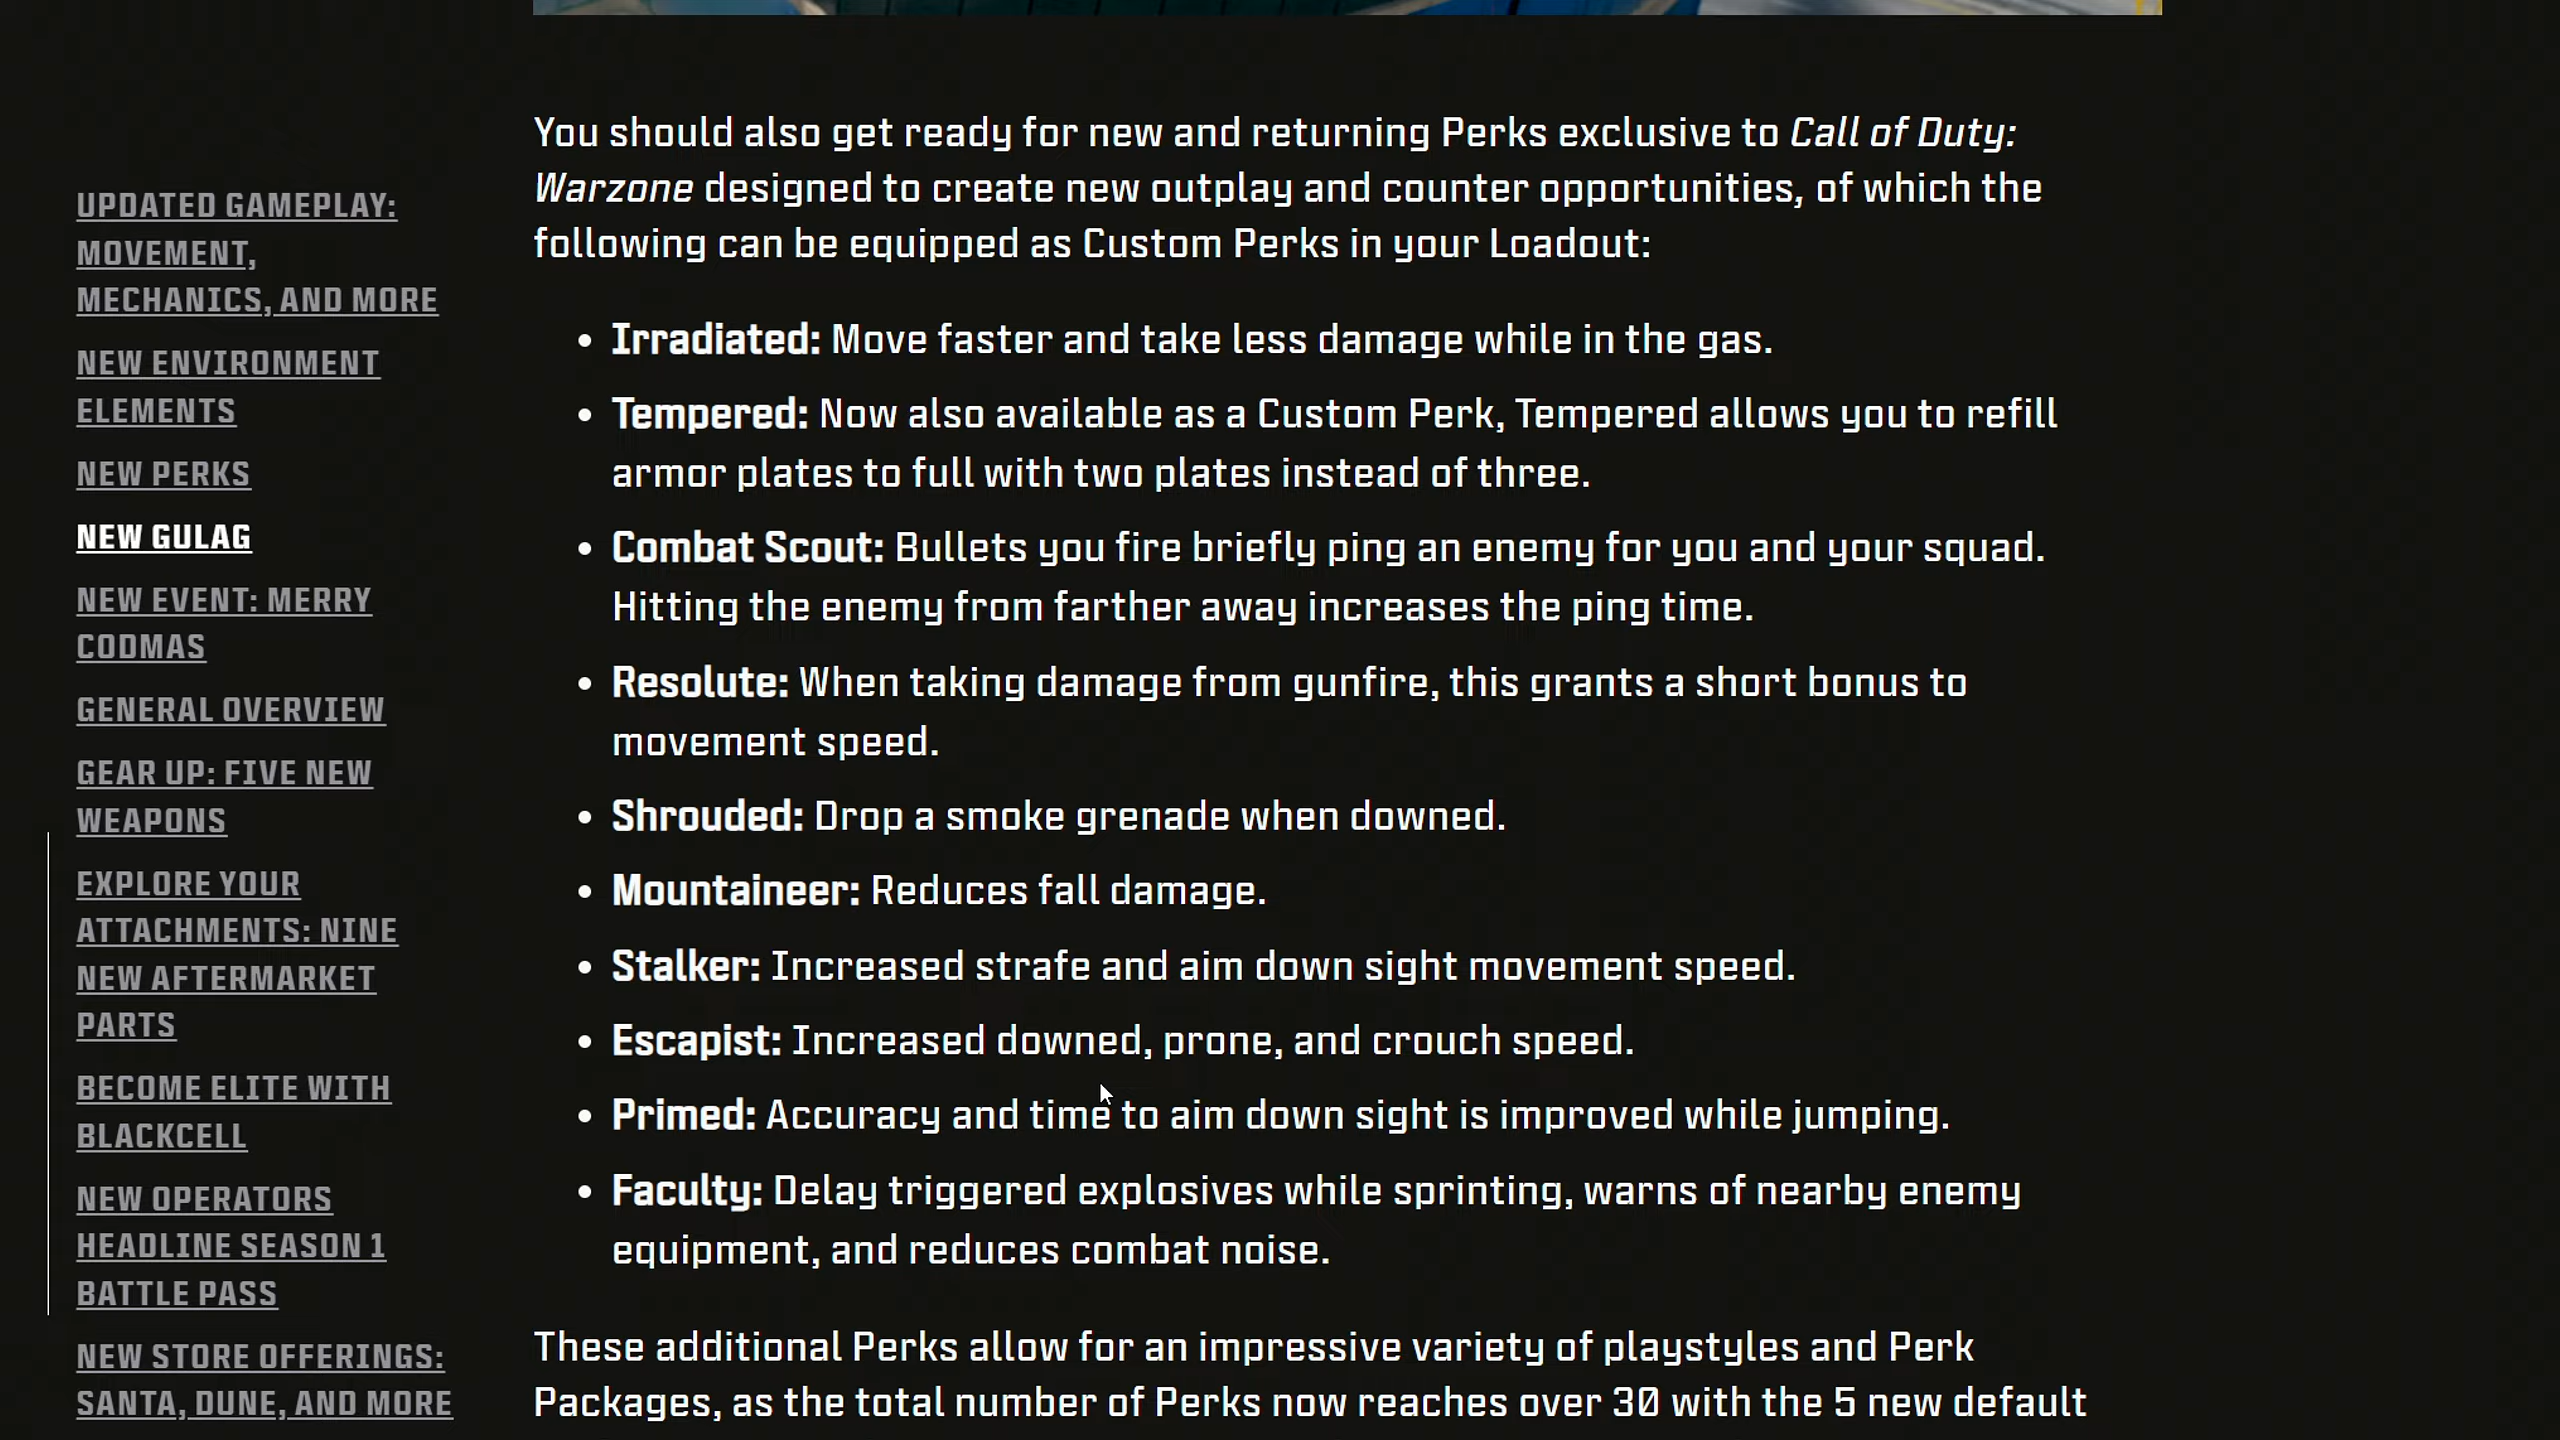 UPDATED GAMEPLAY:
MOVEMENT,
MECHANICS, AND MORE
NEW ENVIRONMENT
ELEMENTS
NEW PERKS
NEW GULAG
NEW EVENT: MERRY
CODMAS
GENERAL OVERVIEW
GEAR UP: FIVE NEW
WEAPONS
EXPLORE YOUR
ATTACHMENTS: NINE
NEW AFTERMARKET
PARTS
BECOME ELITE WITH
BLACKCELL
NEW OPERATORS
HEADLINE SEASON 1
BATTLE PASS
NEW STORE OFFERINGS:
SANTA, DUNE, AND MORE
You should also get ready for new and returning Perks exclusive to Call of Duty:
Warzone designed to create new outplay and counter opportunities, of which the
following can be equipped as Custom Perks in your Loadout:
• Irradiated: Move faster and take less damage while in the gas.
• Tempered: Now also available as a Custom Perk, Tempered allows you to refill
armor plates to full with two plates instead of three.
• Combat Scout: Bullets you fire briefly ping an enemy for you and your squad.
Hitting the enemy from farther away increases the ping time.
• Resolute: When taking damage from gunfire, this grants a short bonus to
movement speed.
• Shrouded: Drop a smoke grenade when downed.
• Mountaineer: Reduces fall damage.
• Stalker: Increased strafe and aim down sight movement speed.
• Escapist: Increased downed, prone, and crouch speed.
• Primed: Accuracy and time to aim down sight is improved while jumping.
• Faculty: Delay triggered explosives while sprinting, warns of nearby enemy
equipment, and reduces combat noise.
These additional Perks allow for an impressive variety of playstyles and Perk
Packages, as the total number of Perks now reaches over 30 with the 5 new default